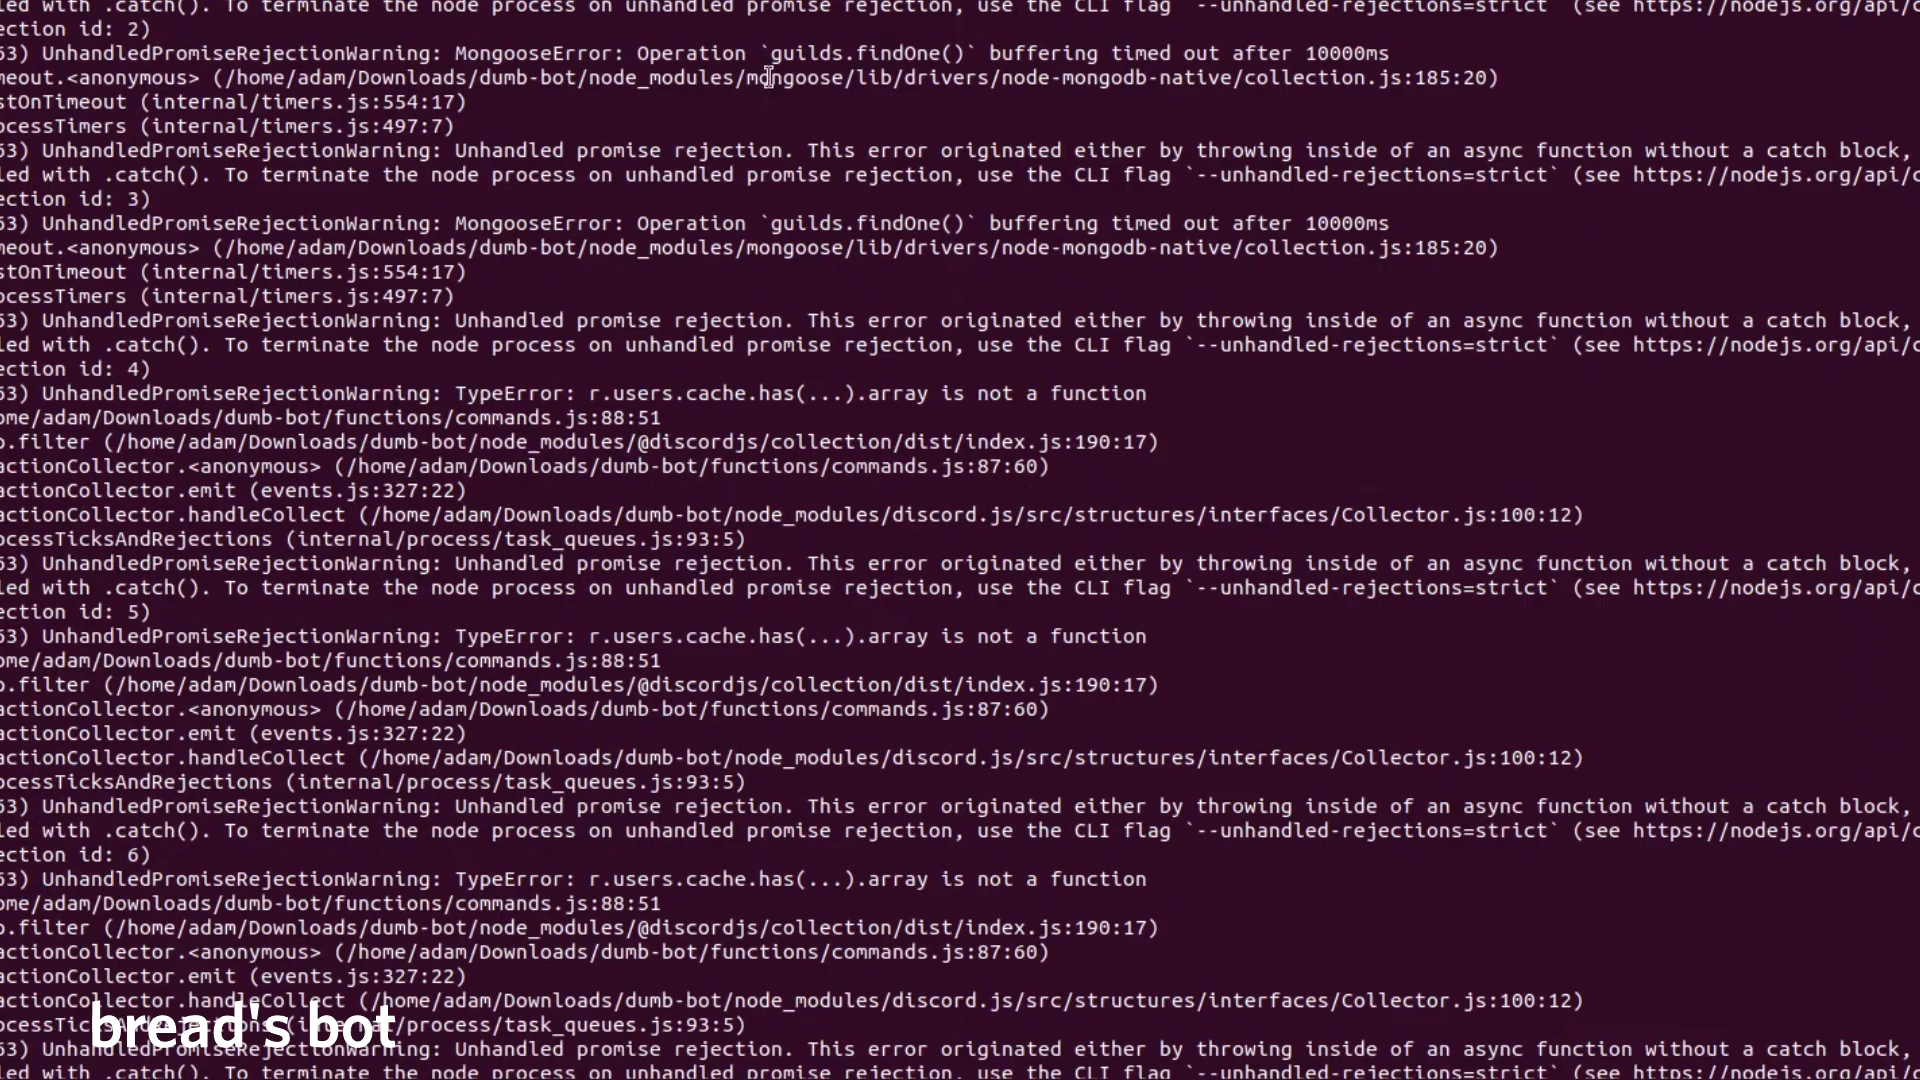 led with .catch(). To terminate the node process on unhandled promise rejection, use the CLI flag `--unhandled-rejections=strict` (see https://nodejs.org/api/c
ection id: 2)
63) UnhandledPromiseRejectionWarning: MongooseError: Operation `guilds.findOne()` buffering timed out after 10000ms
meout.<anonymous> (/home/adam/Downloads/dumb-bot/node_modules/mongoose/lib/drivers/node-mongodb-native/collection.js:185:20)
stOnTimeout (internal/timers.js:554:17)
ocessTimers (internal/timers.js:497:7)
63) UnhandledPromiseRejectionWarning: Unhandled promise rejection. This error originated either by throwing inside of an async function without a catch block,
led with .catch(). To terminate the node process on unhandled promise rejection, use the CLI flag `--unhandled-rejections=strict` (see https://nodejs.org/api/c
ection id: 3)
63) UnhandledPromiseRejectionWarning: MongooseError: Operation `guilds.findOne()` buffering timed out after 10000ms
meout.<anonymous> (/home/adam/Downloads/dumb-bot/node_modules/mongoose/lib/drivers/node-mongodb-native/collection.js:185:20)
stOnTimeout (internal/timers.js:554:17)
ocessTimers (internal/timers.js:497:7)
63) UnhandledPromiseRejectionWarning: Unhandled promise rejection. This error originated either by throwing inside of an async function without a catch block,
led with .catch(). To terminate the node process on unhandled promise rejection, use the CLI flag `--unhandled-rejections=strict` (see https://nodejs.org/api/c
ection id: 4)
63) UnhandledPromiseRejectionWarning: TypeError: r.users.cache.has(...).array is not a function
ome/adam/Downloads/dumb-bot/functions/commands.js:88:51
p.filter (/home/adam/Downloads/dumb-bot/node_modules/@discordjs/collection/dist/index.js:190:17)
actionCollector.<anonymous> (/home/adam/Downloads/dumb-bot/functions/commands.js:87:60)
actionCollector.emit (events.js:327:22)
actionCollector.handleCollect (/home/adam/Downloads/dumb-bot/node_modules/discord.js/src/structures/interfaces/Collector.js:100:12)
ocessTicksAndRejections (internal/process/task_queues.js:93:5)
63) UnhandledPromiseRejectionWarning: Unhandled promise rejection. This error originated either by throwing inside of an async function without a catch block,
led with .catch(). To terminate the node process on unhandled promise rejection, use the CLI flag `--unhandled-rejections=strict` (see https://nodejs.org/api/c
ection id: 5)
63) UnhandledPromiseRejectionWarning: TypeError: r.users.cache.has(...).array is not a function
ome/adam/Downloads/dumb-bot/functions/commands.js:88:51
p.filter (/home/adam/Downloads/dumb-bot/node_modules/@discordjs/collection/dist/index.js:190:17)
actionCollector.<anonymous> (/home/adam/Downloads/dumb-bot/functions/commands.js:87:60)
actionCollector.emit (events.js:327:22)
actionCollector.handleCollect (/home/adam/Downloads/dumb-bot/node_modules/discord.js/src/structures/interfaces/Collector.js:100:12)
ocessTicksAndRejections (internal/process/task_queues.js:93:5)
63) UnhandledPromiseRejectionWarning: Unhandled promise rejection. This error originated either by throwing inside of an async function without a catch block,
led with .catch(). To terminate the node process on unhandled promise rejection, use the CLI flag `--unhandled-rejections=strict` (see https://nodejs.org/api/c
ection id: 6)
63) UnhandledPromiseRejectionWarning: TypeError: r.users.cache.has(...).array is not a function
ome/adam/Downloads/dumb-bot/functions/commands.js:88:51
p.filter (/home/adam/Downloads/dumb-bot/node_modules/@discordjs/collection/dist/index.js:190:17)
actionCollector.<anonymous> (/home/adam/Downloads/dumb-bot/functions/commands.js:87:60)
actionCollector.emit (events.js:327:22)
actionCollector.handleCollect (/home/adam/Downloads/dumb-bot/node_modules/discord.js/src/structures/interfaces/Collector.js:100:12)
ocessTicksAndRejections (internal/process/task_queues.js:93:5)
bread's bot
63) UnhandledPromiseRejectionWarning: Unhandled promise rejection. This error originated either by throwing inside of an async function without a catch block,
led with .catch(). To terminate the node process on unhandled promise rejection, use the CLI flag `--unhandled-rejections=strict` (see https://nodejs.org/api/c